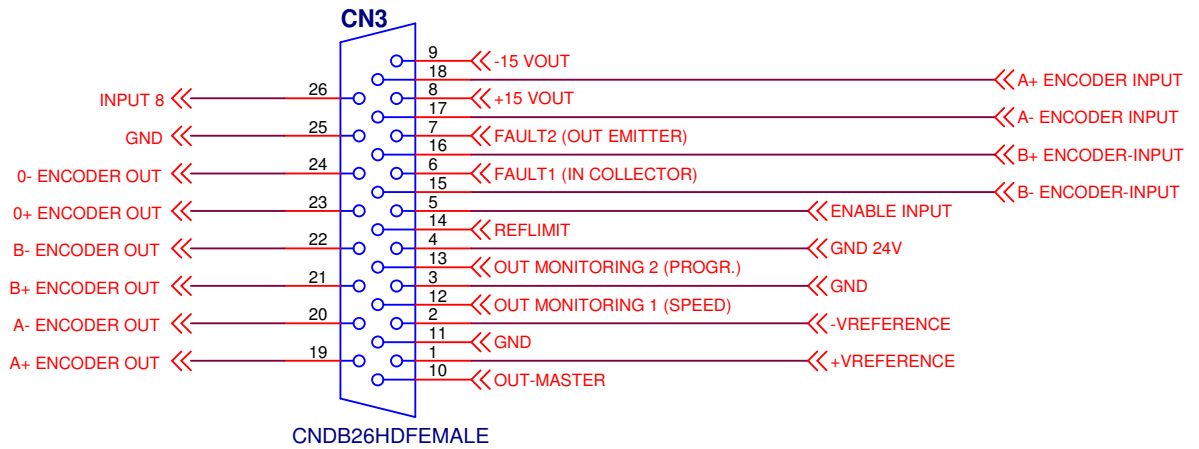 CN3
9 -15 VOUT
18 A+ ENCODER INPUT
INPUT 8 26 8 +15 VOUT
17 A- ENCODER INPUT
GND 25 7 FAULT2 (OUT EMITTER)
16 B+ ENCODER-INPUT
0- ENCODER OUT 24 6 FAULT1 (IN COLLECTOR)
15 B- ENCODER-INPUT
0+ ENCODER OUT 23 5 ENABLE INPUT
14 REFLIMIT
B- ENCODER OUT 22 4 GND 24V
13 OUT MONITORING 2 (PROGR.)
B+ ENCODER OUT 21 3 GND
12 OUT MONITORING 1 (SPEED)
A- ENCODER OUT 20 2 -VREFERENCE
11 GND
A+ ENCODER OUT 19 1 +VREFERENCE
10 OUT-MASTER
CNDB26HDFEMALE